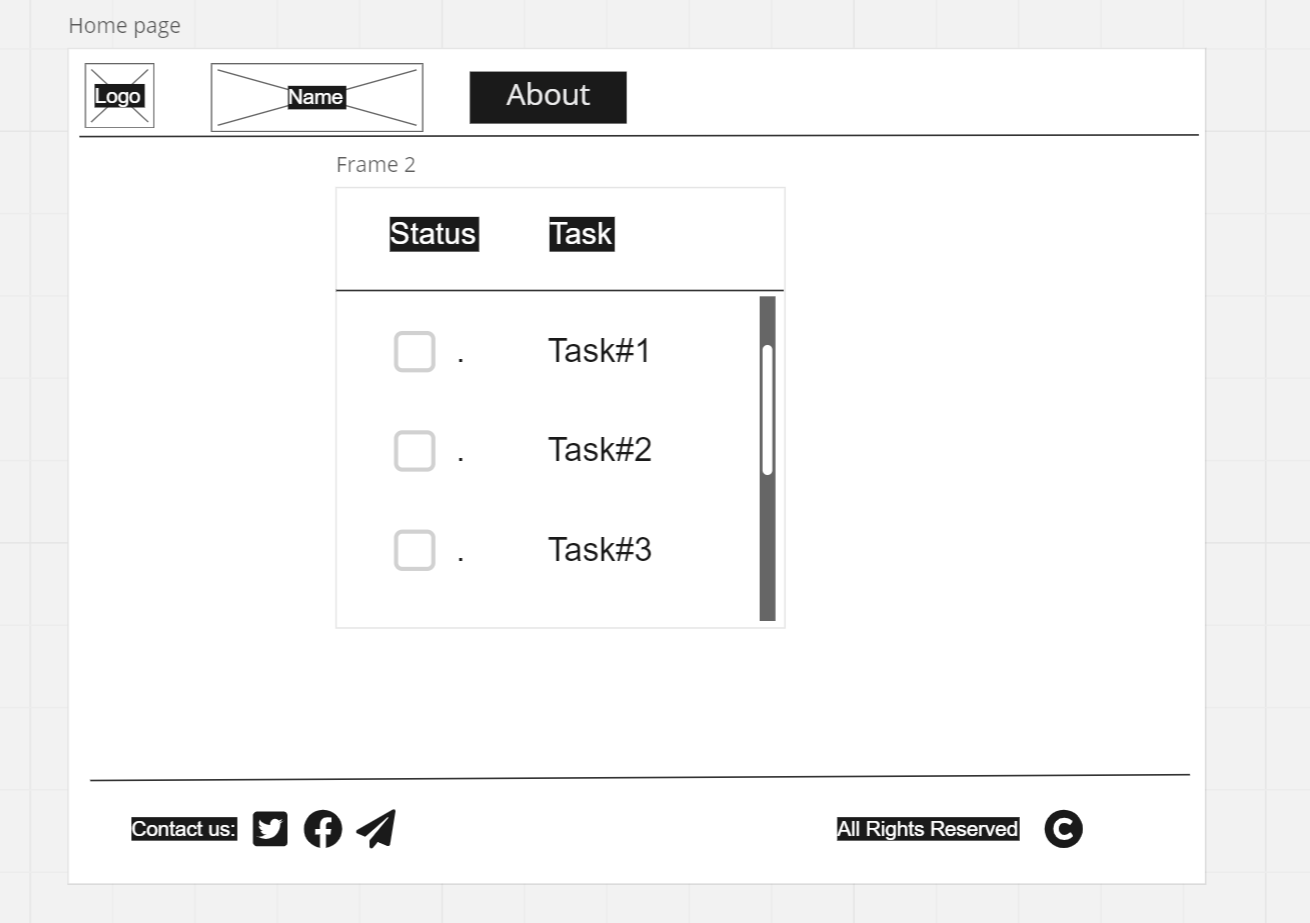 Home page
Logo Name About
Frame 2
Status Task
. Task#1
. Task#2
. Task#3
Contact us: All Rights Reserved C